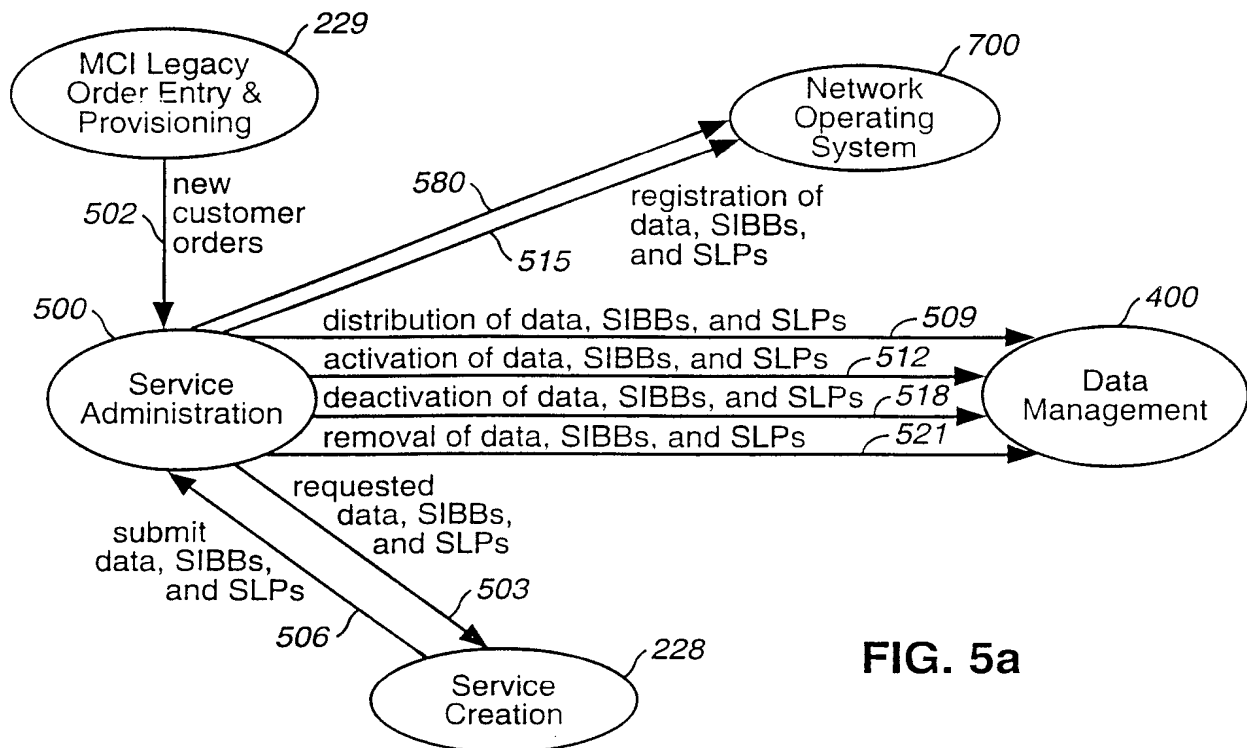 229
MCI Legacy
Order Entry &
Provisioning
700
Network
Operating
System
new
customer
orders
502
580
515
registration of
data, SIBBs,
and SLPs
500
Service
Administration
distribution of data, SIBBs, and SLPs 509
activation of data, SIBBs, and SLPs 512
deactivation of data, SIBBs, and SLPs 518
removal of data, SIBBs, and SLPs 521
400
Data
Management
requested
data, SIBBs,
and SLPs
503
submit
data, SIBBs,
and SLPs
506
228
Service
Creation
FIG. 5a